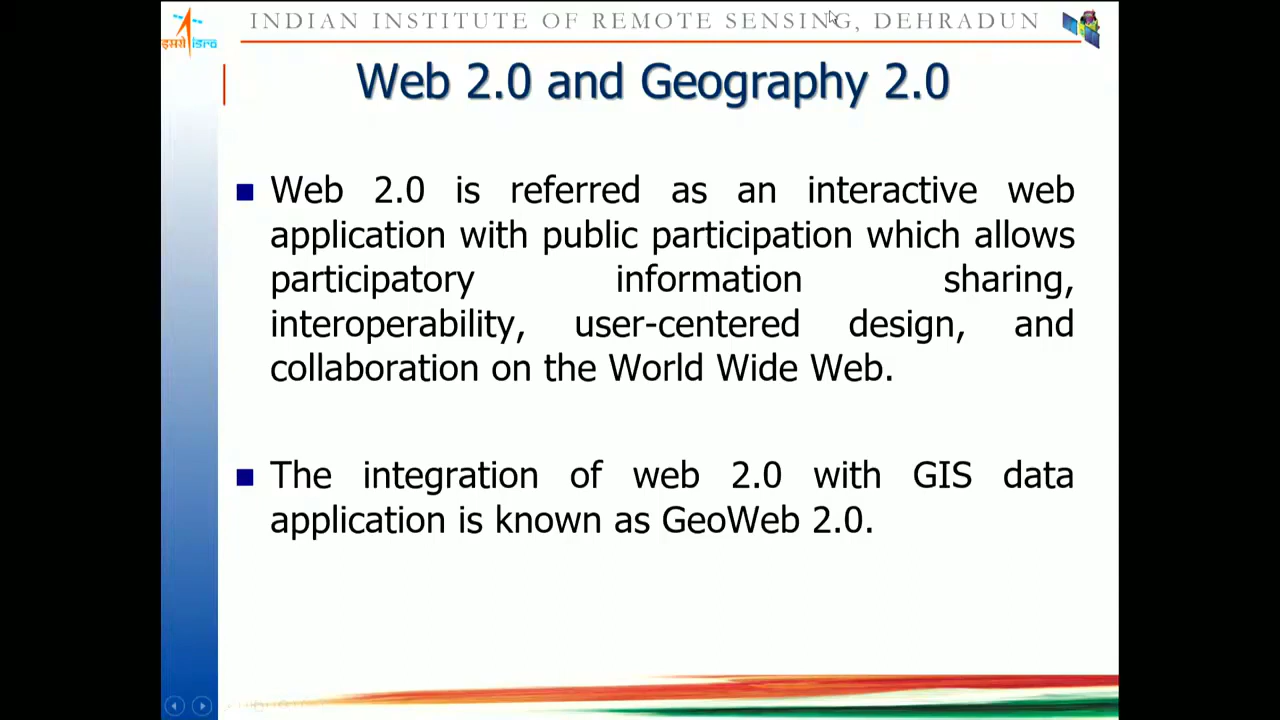 INDIAN INSTITUTE OF REMOTE SENSING, DEHRADUN
इसरो isro
Web 2.0 and Geography 2.0
Web 2.0 is referred as an interactive web
application with public participation which allows
participatory information sharing,
interoperability, user-centered design, and
collaboration on the World Wide Web.
The integration of web 2.0 with GIS data
application is known as GeoWeb 2.0.